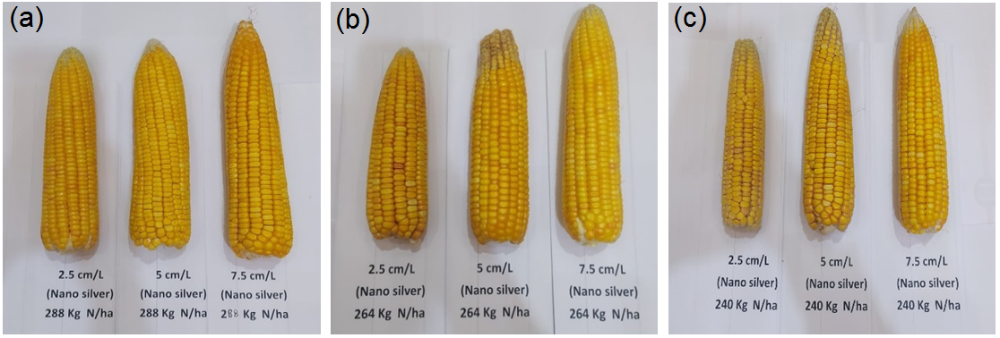 (a)
2.5 cm/L
(Nano silver)
288 Kg N/ha
5 cm/L
(Nano silver)
288 Kg N/ha
7.5 cm/L
(Nano silver)
288 Kg N/ha
(b)
2.5 cm/L
(Nano silver)
264 Kg N/ha
5 cm/L
(Nano silver)
264 Kg N/ha
7.5 cm/L
(Nano silver)
264 Kg N/ha
(c)
2.5 cm/L
(Nano silver)
240 Kg N/ha
5 cm/L
(Nano silver)
240 Kg N/ha
7.5 cm/L
(Nano silver)
240 Kg N/ha